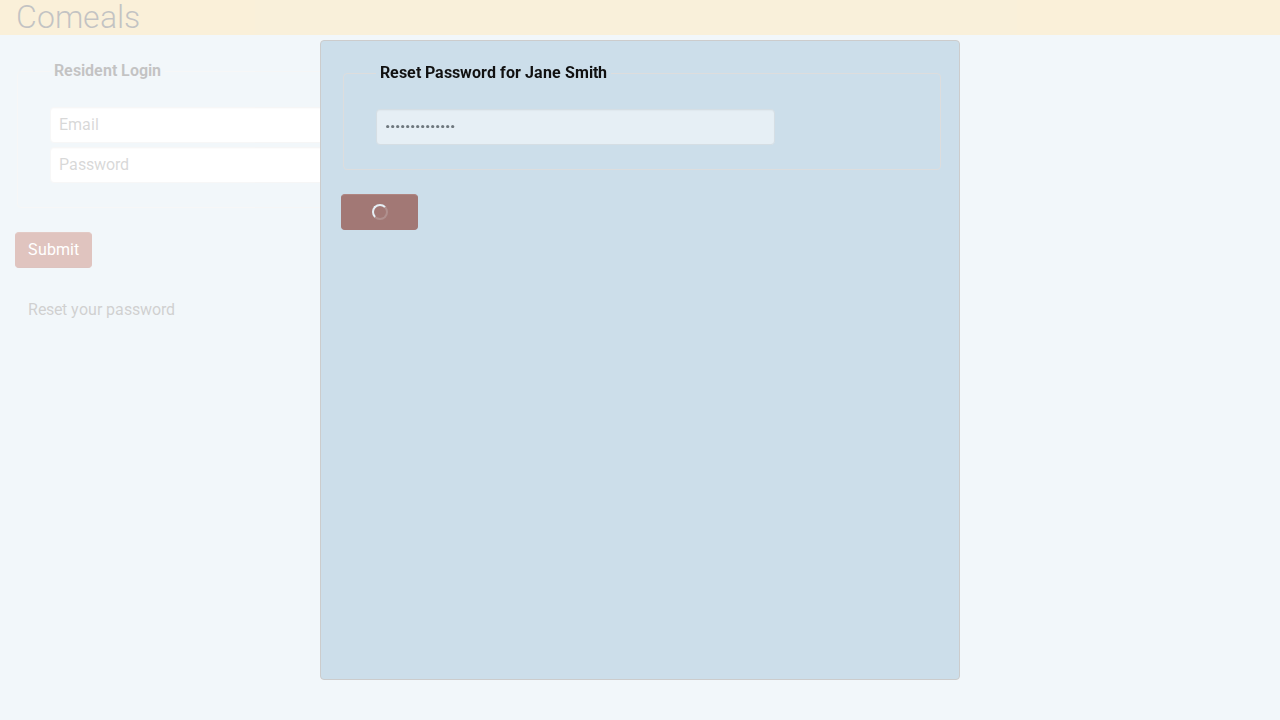 Comeals
Resident Login
Email
Password
Submit
Reset your password
Reset Password for Jane Smith
••••••••••••••